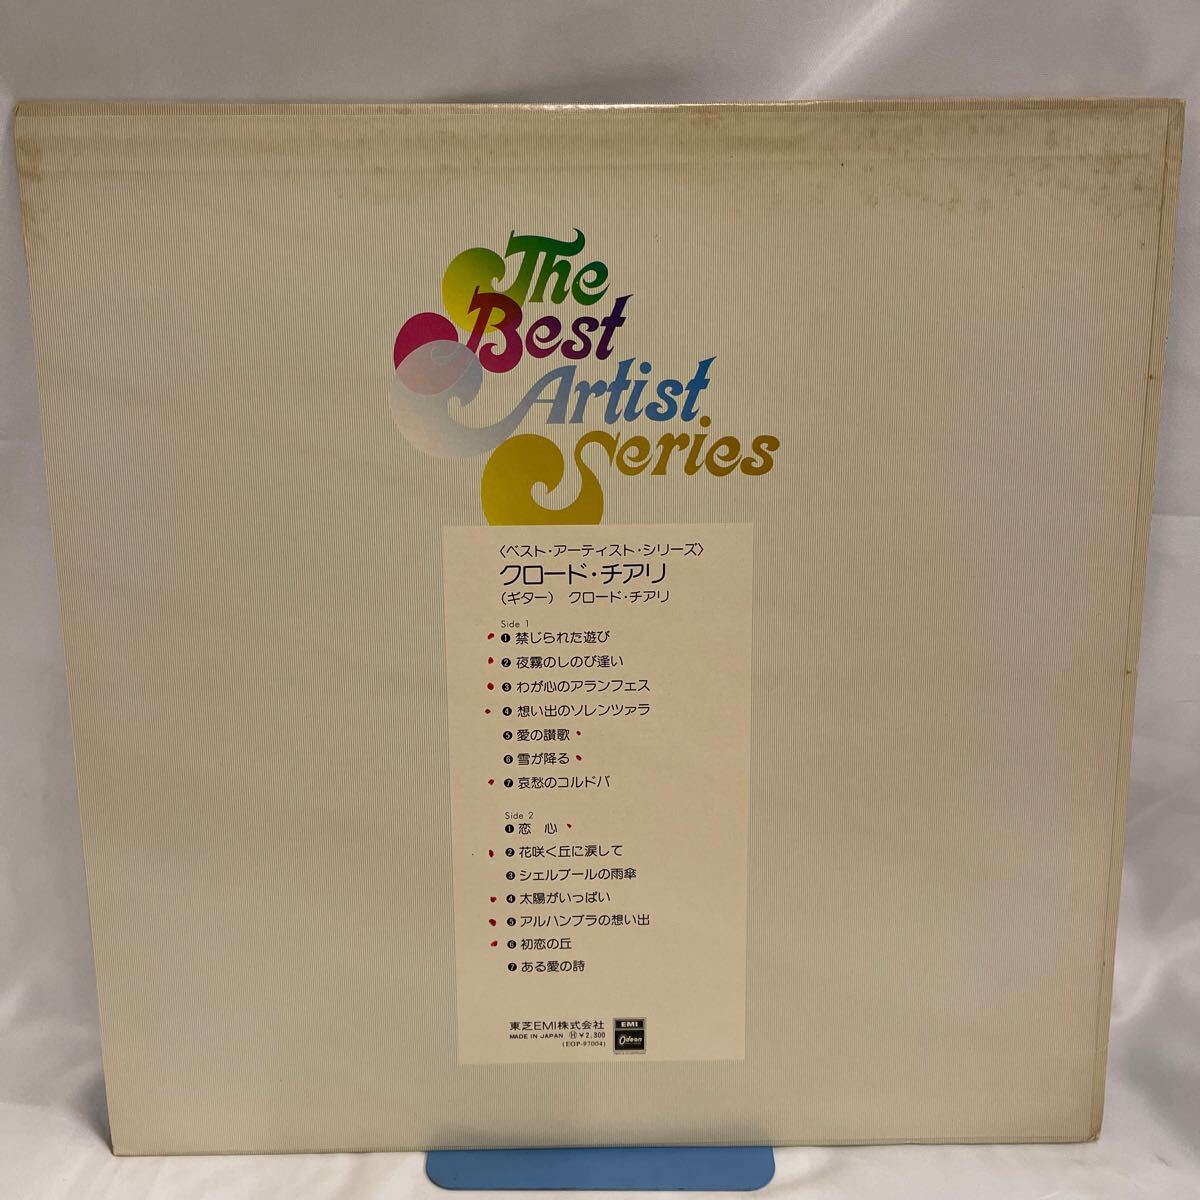 The
Best
Artist
Series
〈ベスト・アーティスト・シリーズ〉
クロード・チアリ
(ギター) クロード・チアリ
Side 1
❶ 禁じられた遊び
❷ 夜霧のしのび逢い
❸ わが心のアランフェス
❹ 想い出のソレンツァラ
❺ 愛の讃歌
❻ 雪が降る
❼ 哀愁のコルドバ
Side 2
❶ 恋 心
❷ 花咲く丘に涙して
❸ シェルブールの雨傘
❹ 太陽がいっぱい
❺ アルハンブラの想い出
❻ 初恋の丘
❼ ある愛の詩
東芝EMI株式会社
MADE IN JAPAN Ⓗ ¥2,300
(EOP-97004)
EMI
Odeon